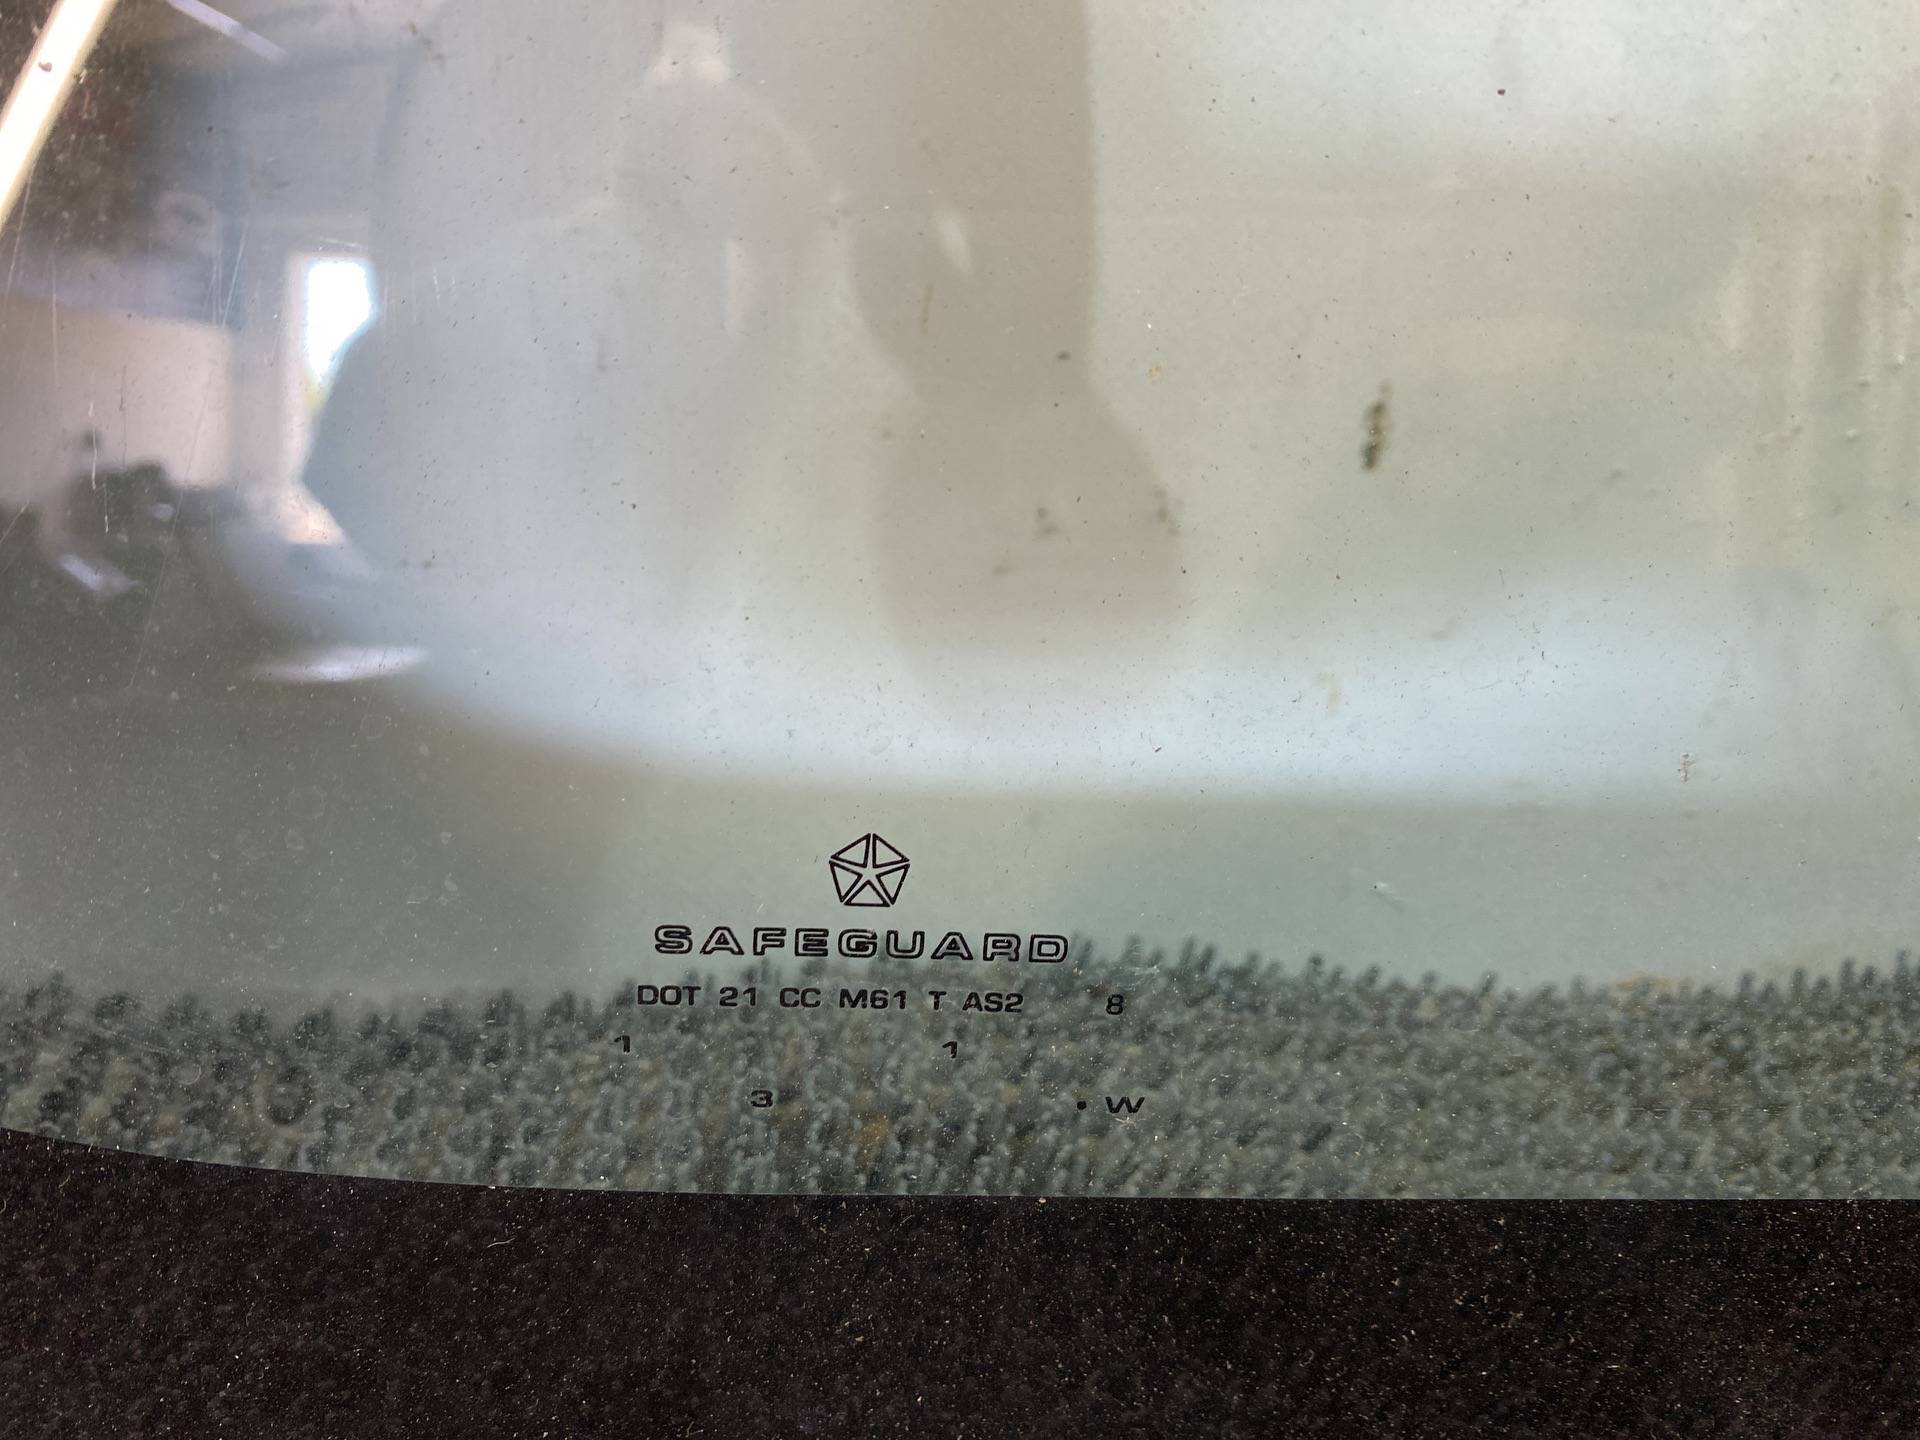 SAFEGUARD
DOT 21 CC M61 T AS2 8
1 1
3 • W